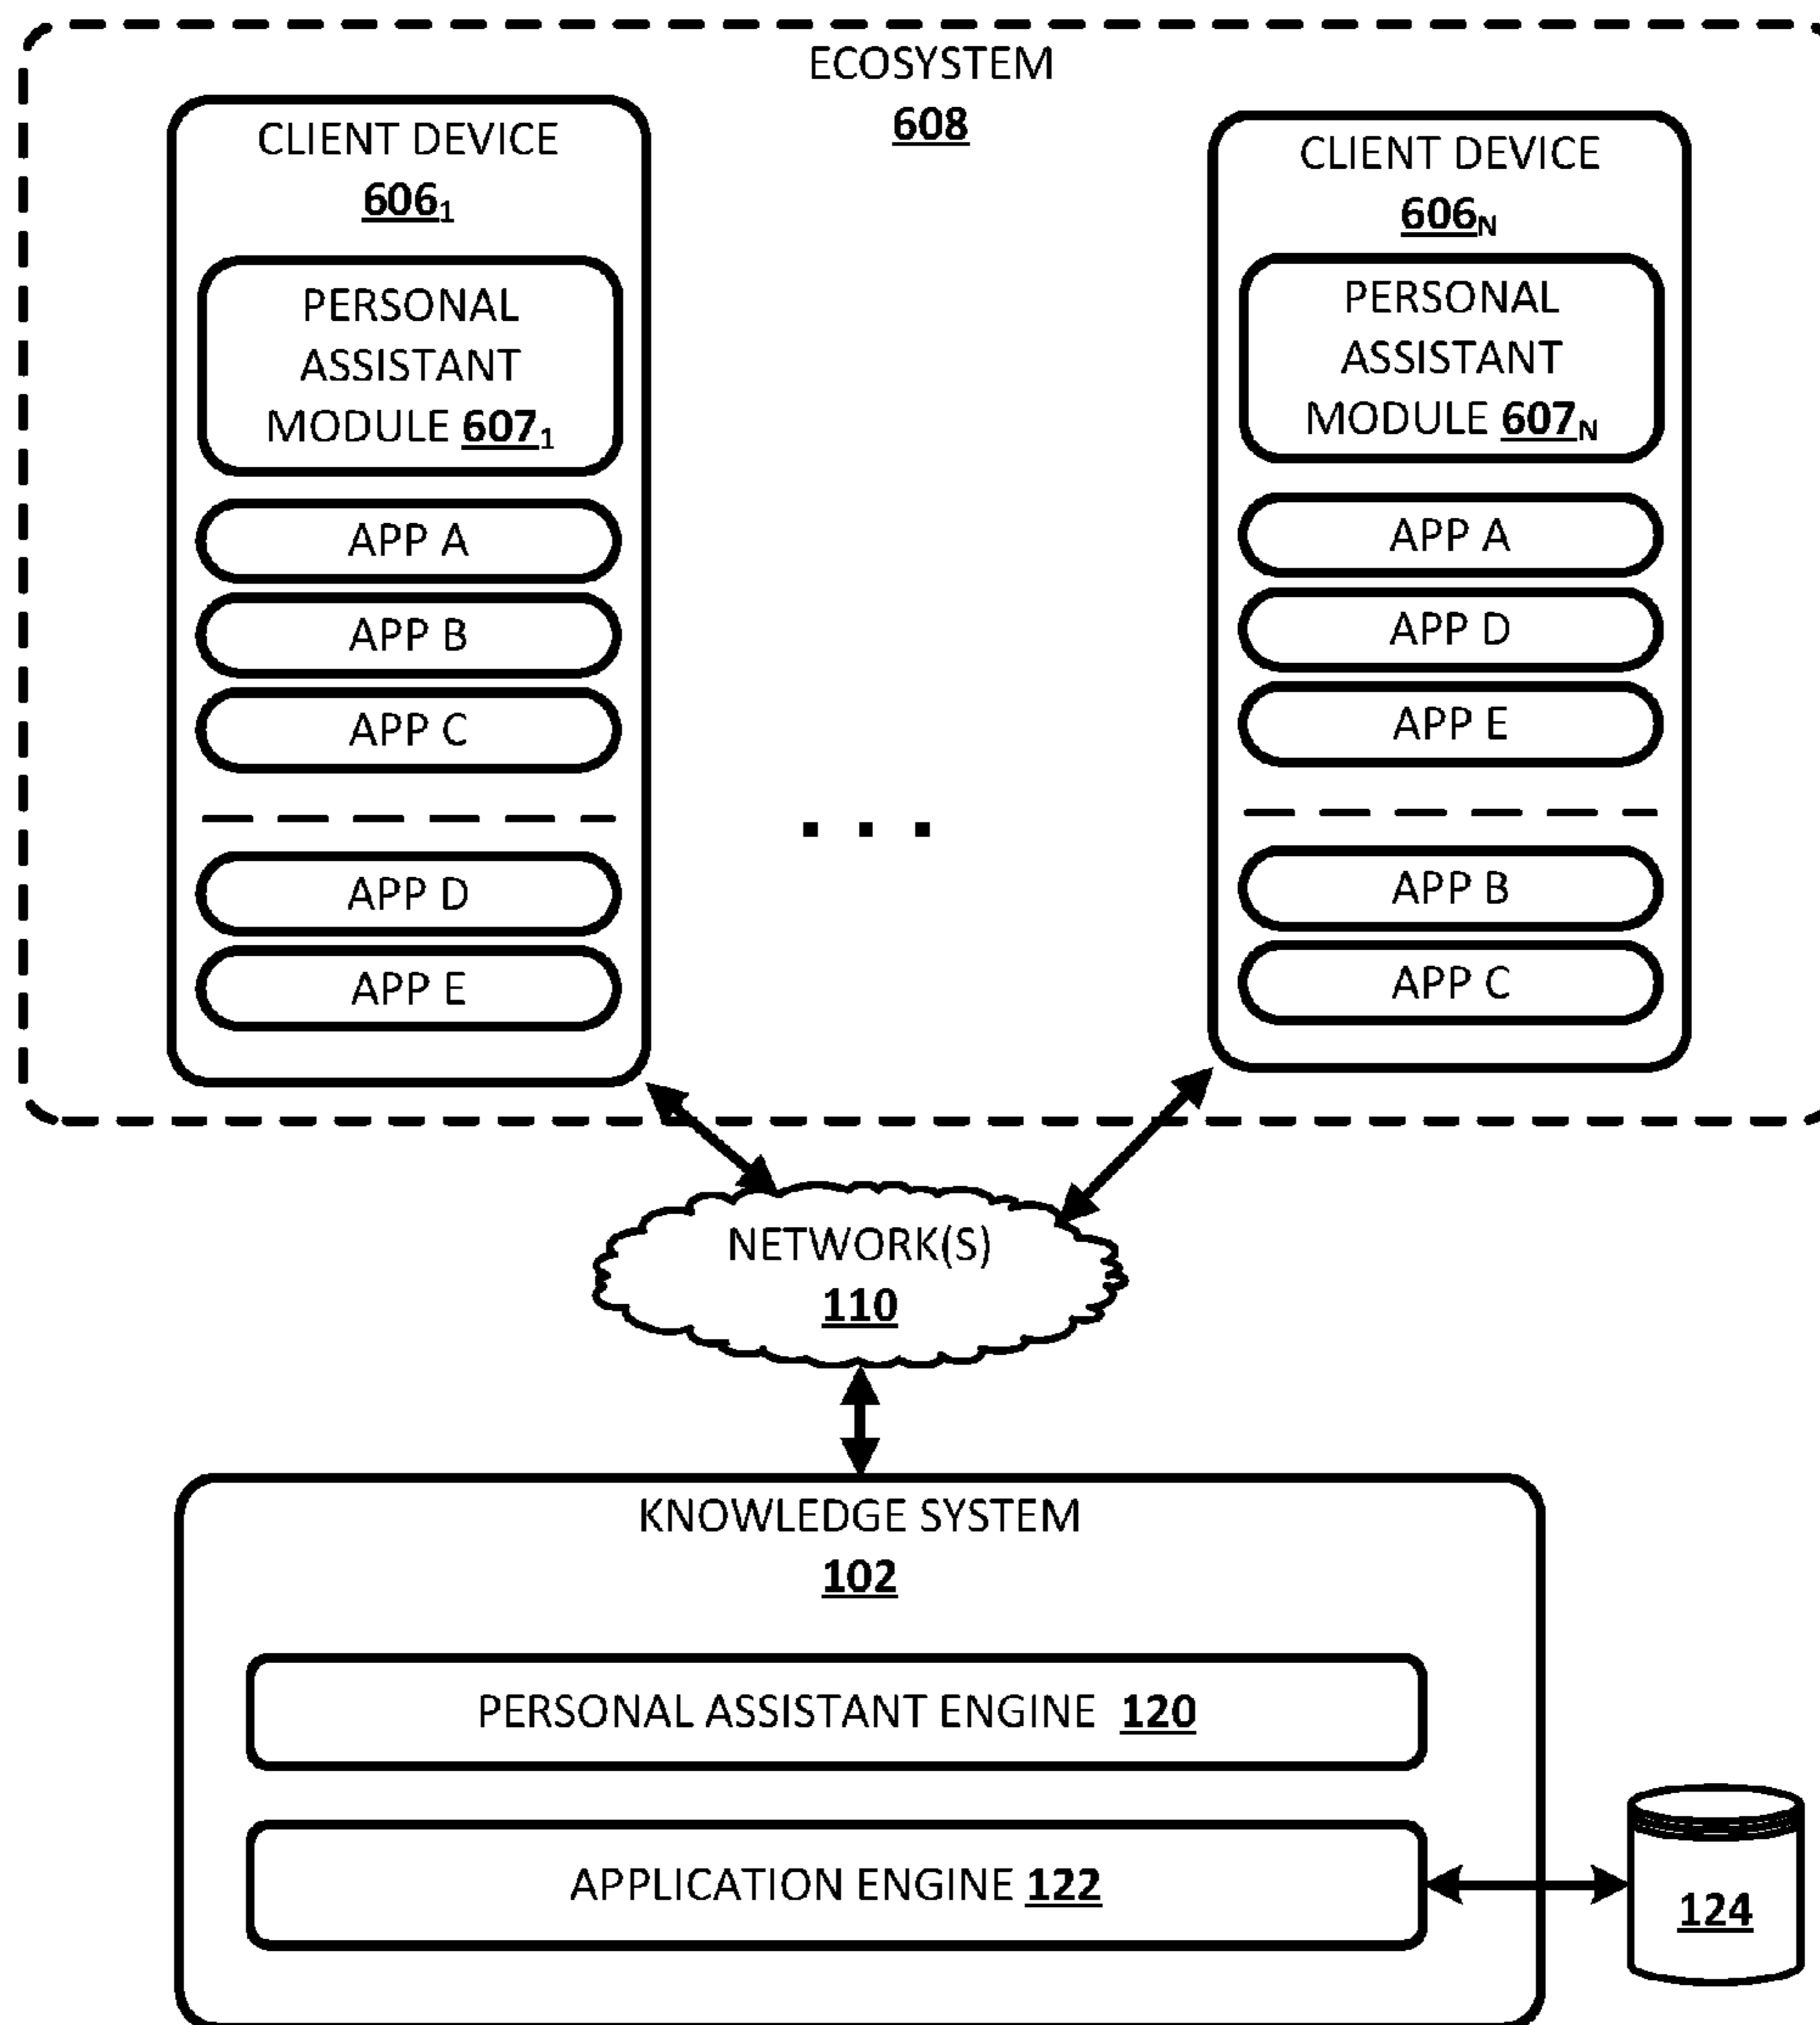 ECOSYSTEM
608
CLIENT DEVICE
606₁
PERSONAL
ASSISTANT
MODULE 607₁
APP A
APP B
APP C
APP D
APP E
. . .
CLIENT DEVICE
606N
PERSONAL
ASSISTANT
MODULE 607N
APP A
APP D
APP E
APP B
APP C
NETWORK(S)
110
KNOWLEDGE SYSTEM
102
PERSONAL ASSISTANT ENGINE 120
APPLICATION ENGINE 122
124